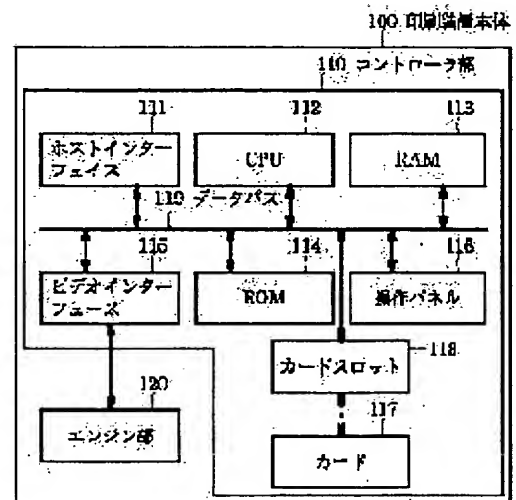 100 印刷装置本体
110 コントローラ部
111
112
113
ホストインター
フェイス
CPU
RAM
119 データバス
115
114
116
ビデオインター
フェース
ROM
操作パネル
カードスロット
118
120
117
エンジン部
カード